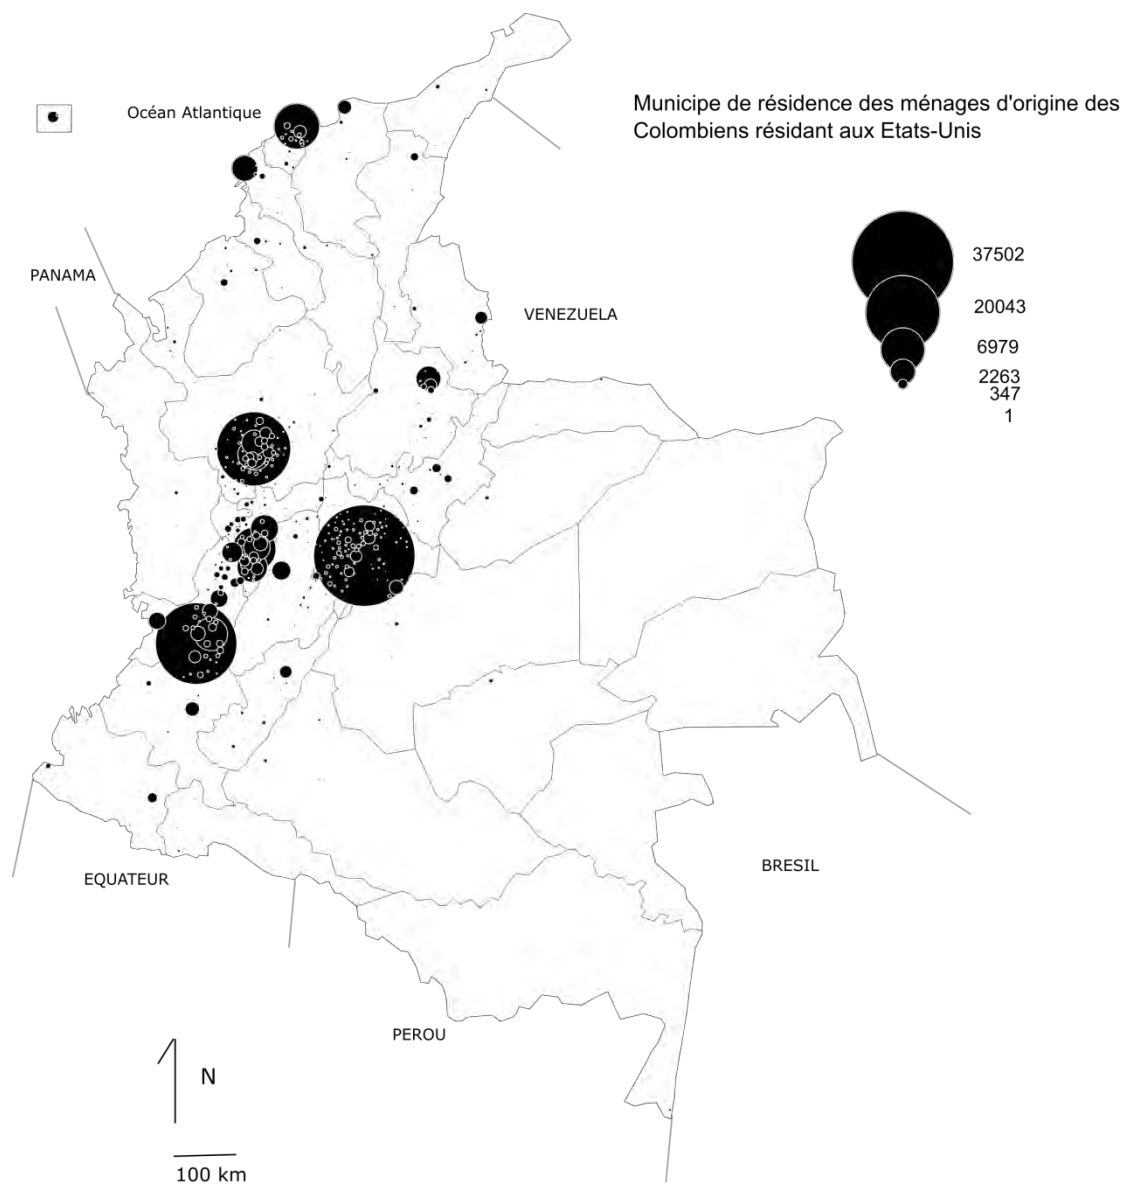 Municipe de résidence des ménages d'origine des
Colombiens résidant aux Etats-Unis
Océan Atlantique
PANAMA
VENEZUELA
37502
20043
6979
2263
347
1
EQUATEUR
BRESIL
PEROU
N
100 km